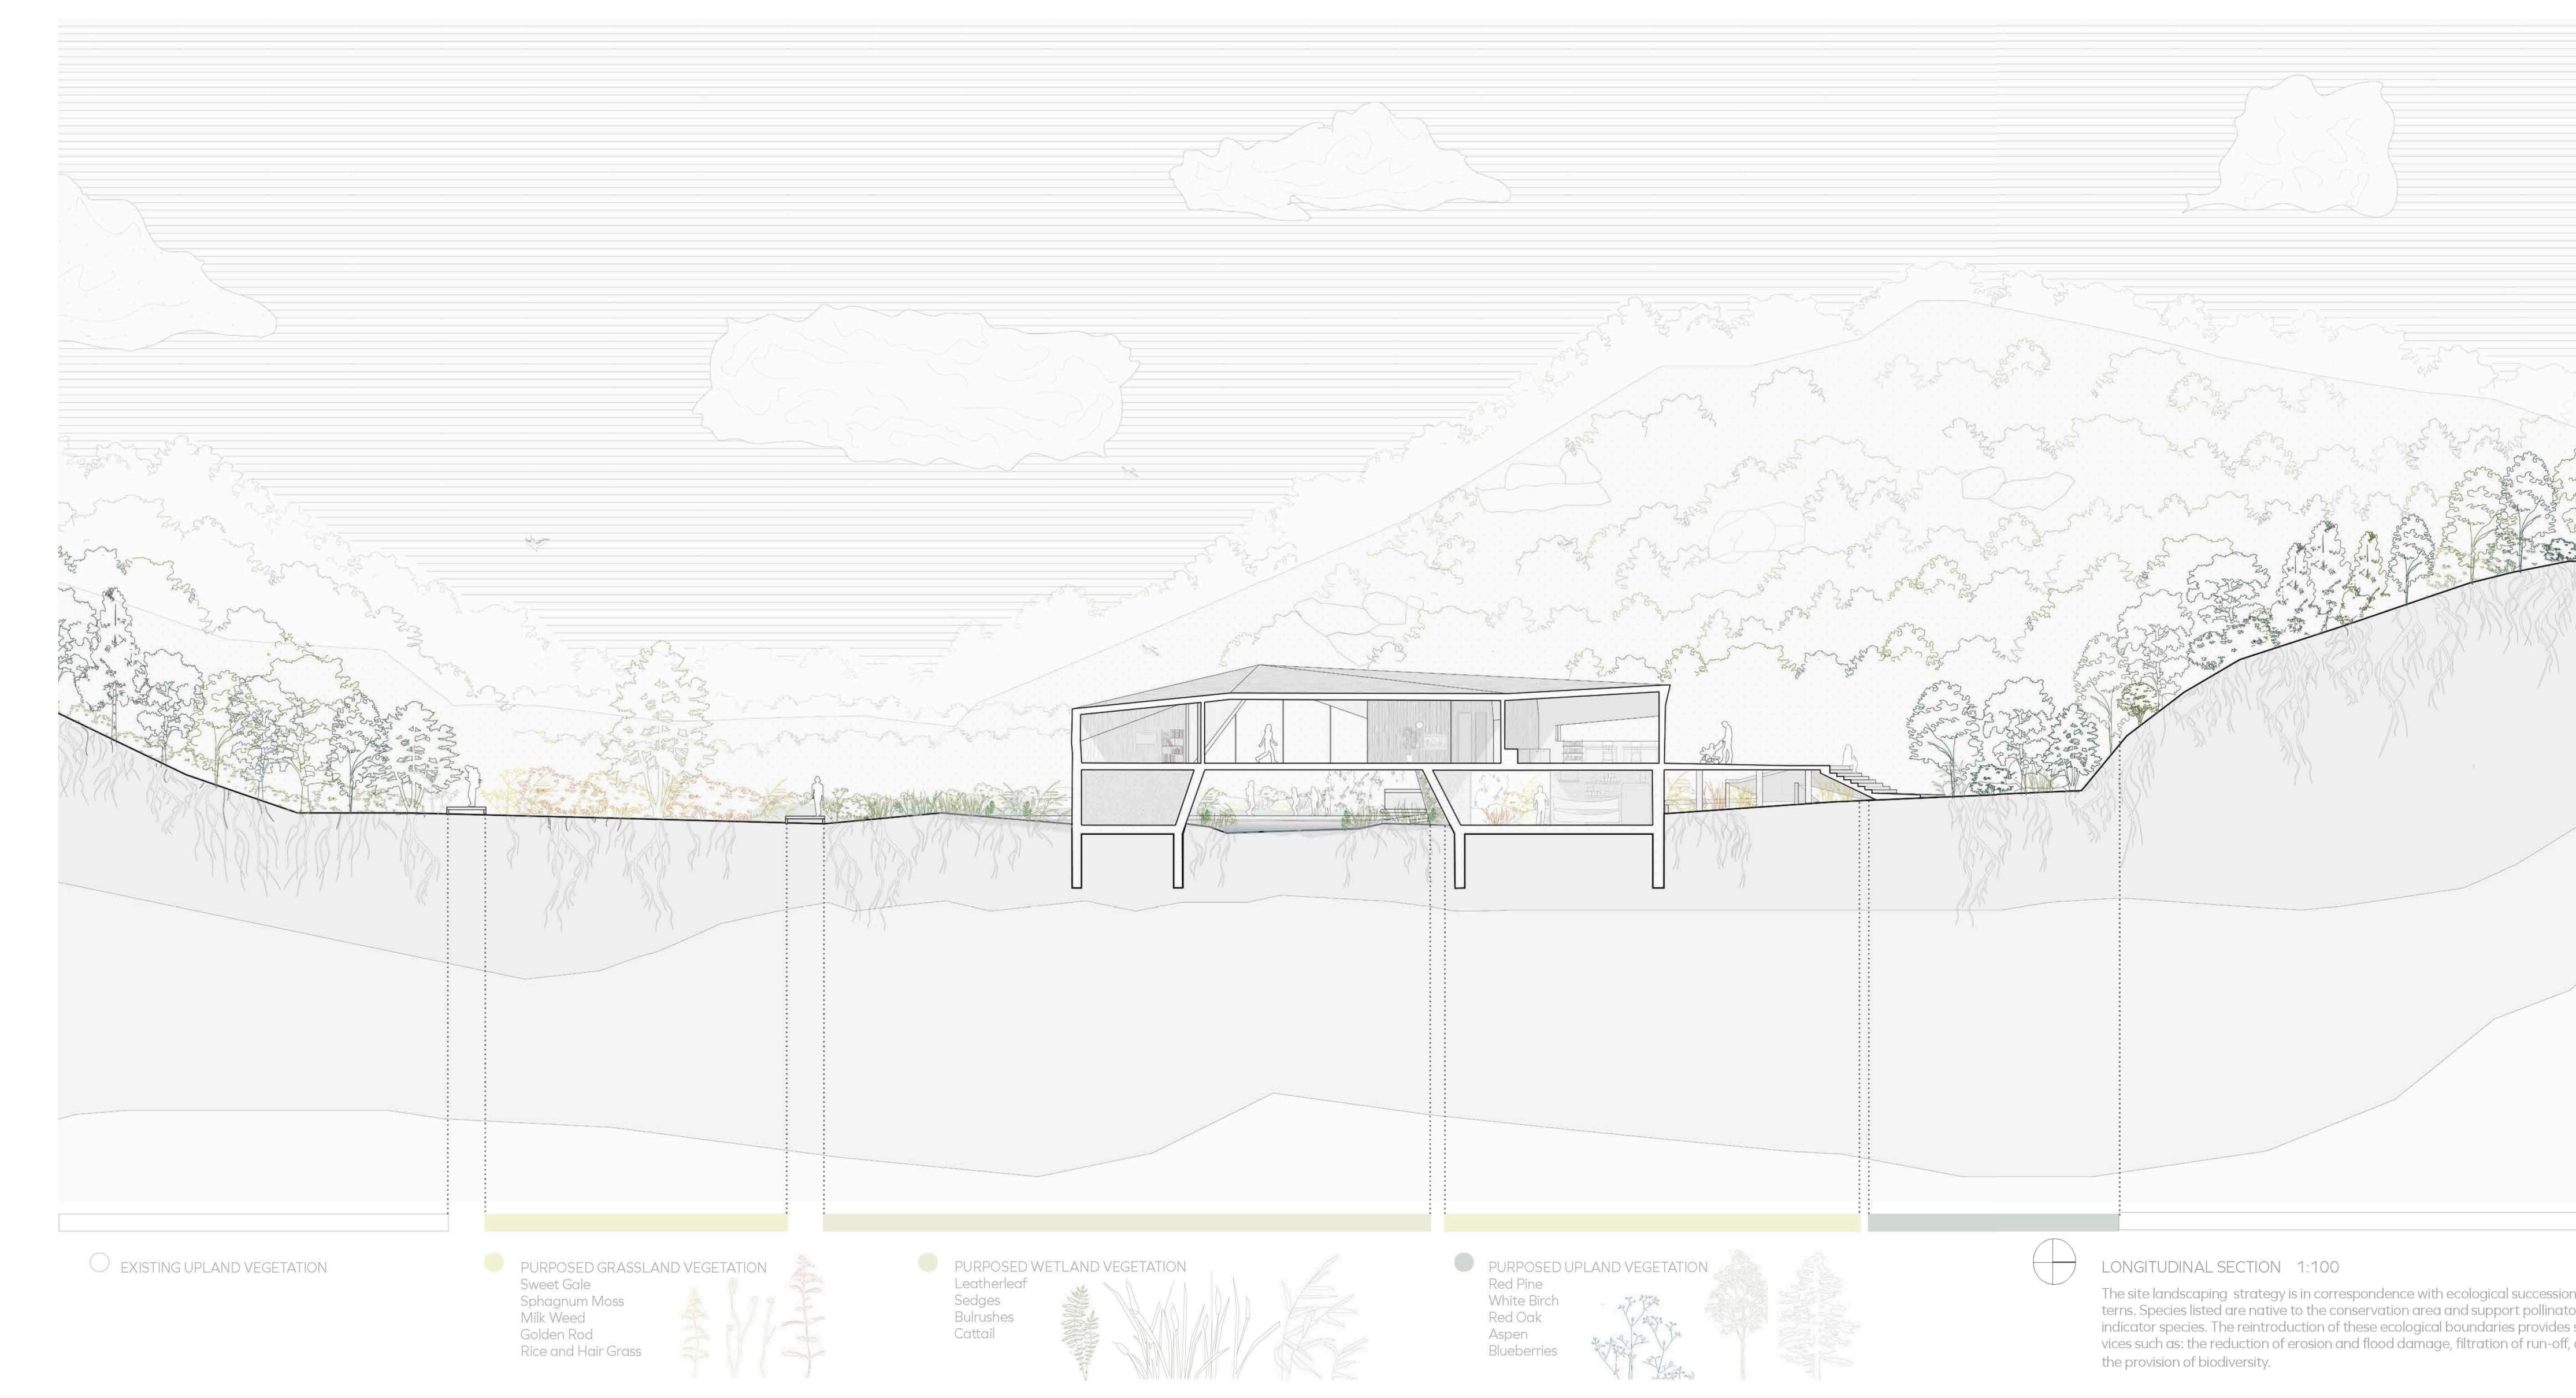 EXISTING UPLAND VEGETATION
PURPOSED GRASSLAND VEGETATION
Sweet Gale
Sphagnum Moss
Milk Weed
Golden Rod
Rice and Hair Grass
PURPOSED WETLAND VEGETATION
Leatherleaf
Sedges
Bulrushes
Cattail
PURPOSED UPLAND VEGETATION
Red Pine
White Birch
Red Oak
Aspen
Blueberries
LONGITUDINAL SECTION 1:100
The site landscaping strategy is in correspondence with ecological succession
terns. Species listed are native to the conservation area and support pollinato
indicator species. The reintroduction of these ecological boundaries provides s
vices such as: the reduction of erosion and flood damage, filtration of run-off,
the provision of biodiversity.